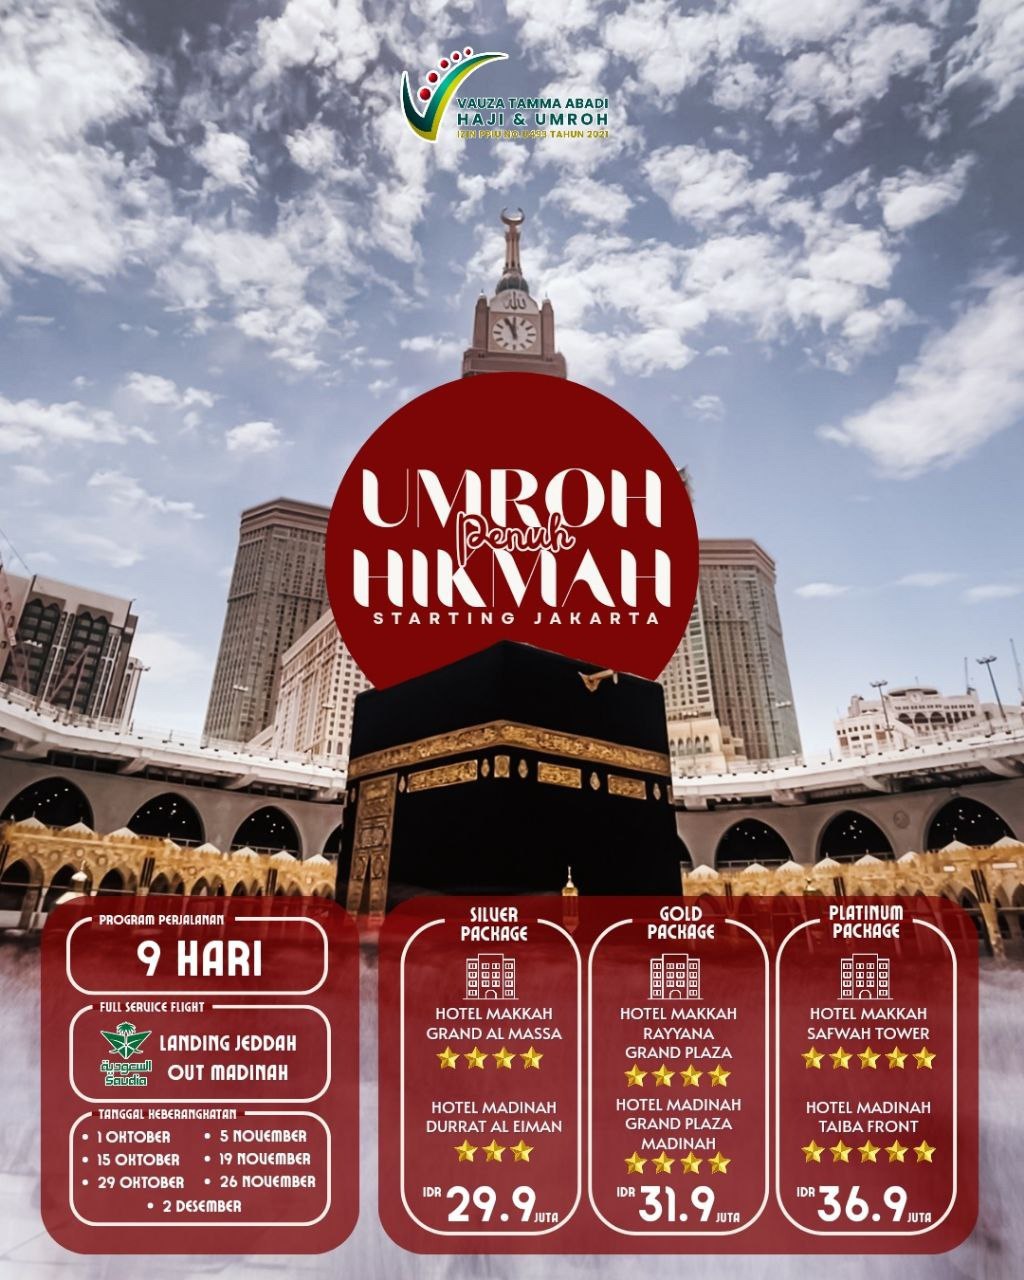 VAUZA TAMMA ABADI
HAJI & UMROH
UMROH
Penuh
HIKMAH
STARTING JAKARTA
PROGRAM PERJALANAN
9 HARI
FULL SERVICE FLIGHT
السعودية
Saudia
LANDING JEDDAH
OUT MADINAH
TANGGAL KEBERANGKATAN
• 1 OKTOBER
• 15 OKTOBER
• 29 OKTOBER
• 5 NOVEMBER
• 19 NOVEMBER
• 26 NOVEMBER
• 2 DESEMBER
SILVER
PACKAGE
HOTEL MAKKAH
GRAND AL MASSA
HOTEL MADINAH
DURRAT AL EIMAN
IDR 29.9 JUTA
GOLD
PACKAGE
HOTEL MAKKAH
RAYYANA
GRAND PLAZA
HOTEL MADINAH
GRAND PLAZA
MADINAH
IDR 31.9 JUTA
PLATINUM
PACKAGE
HOTEL MAKKAH
SAFWAH TOWER
HOTEL MADINAH
TAIBA FRONT
IDR 36.9 JUTA